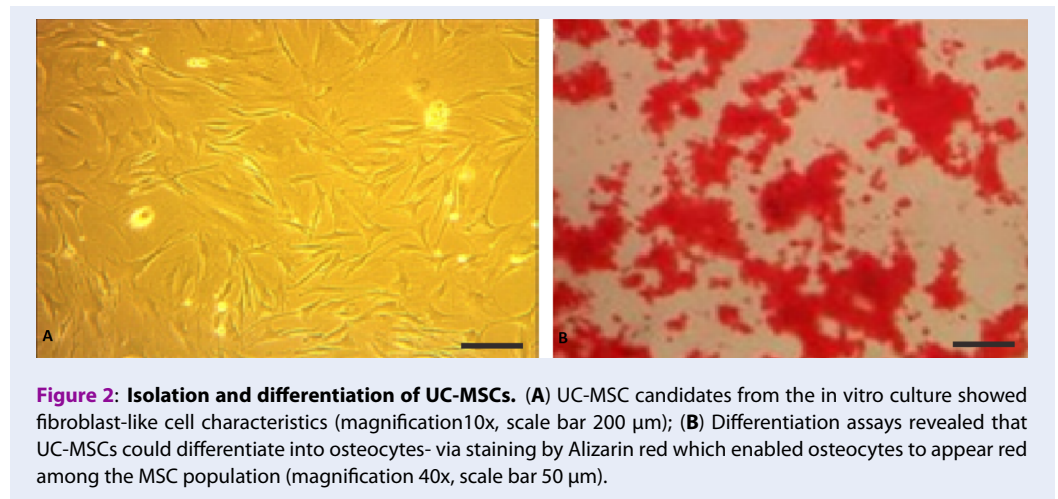 A
B
Figure 2: Isolation and differentiation of UC-MSCs. (A) UC-MSC candidates from the in vitro culture showed
fibroblast-like cell characteristics (magnification10x, scale bar 200 μm); (B) Differentiation assays revealed that
UC-MSCs could differentiate into osteocytes- via staining by Alizarin red which enabled osteocytes to appear red
among the MSC population (magnification 40x, scale bar 50 μm).